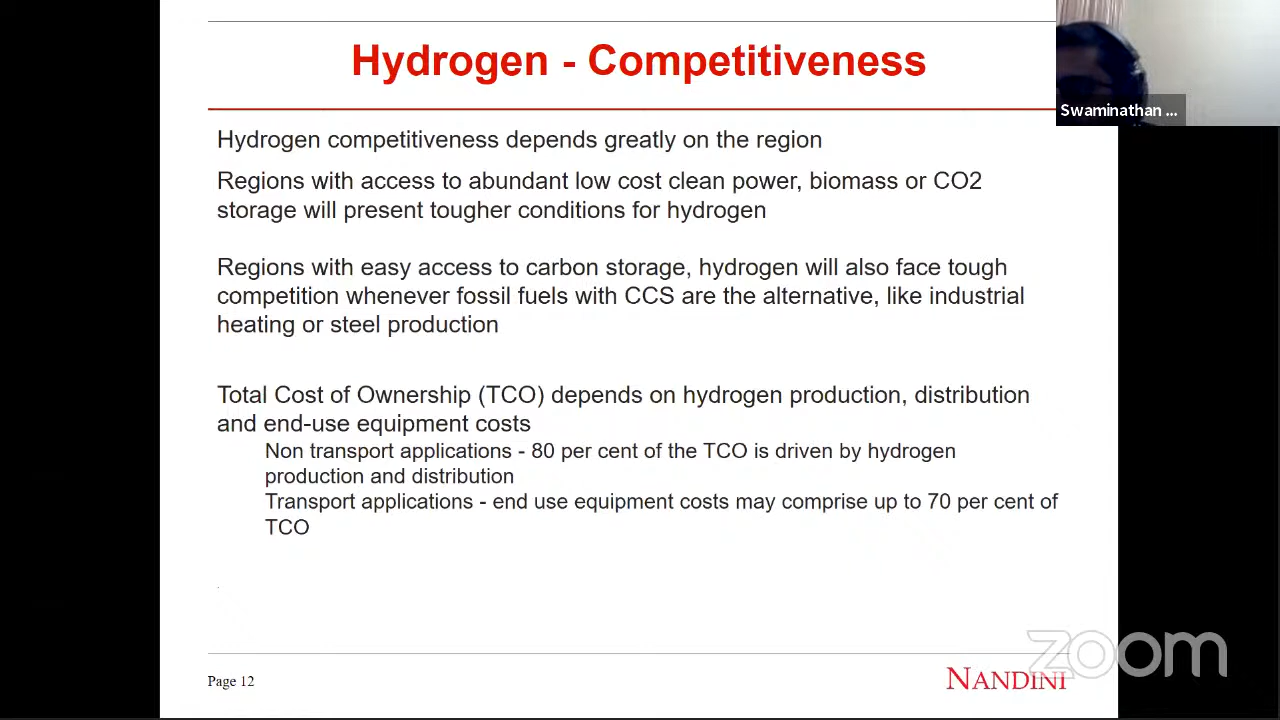 Hydrogen - Competitiveness
Swaminathan ...
Hydrogen competitiveness depends greatly on the region
Regions with access to abundant low cost clean power, biomass or CO2
storage will present tougher conditions for hydrogen
Regions with easy access to carbon storage, hydrogen will also face tough
competition whenever fossil fuels with CCS are the alternative, like industrial
heating or steel production
Total Cost of Ownership (TCO) depends on hydrogen production, distribution
and end-use equipment costs
Non transport applications - 80 per cent of the TCO is driven by hydrogen
production and distribution
Transport applications - end use equipment costs may comprise up to 70 per cent of
TCO
zoom
Page 12
NANDINI